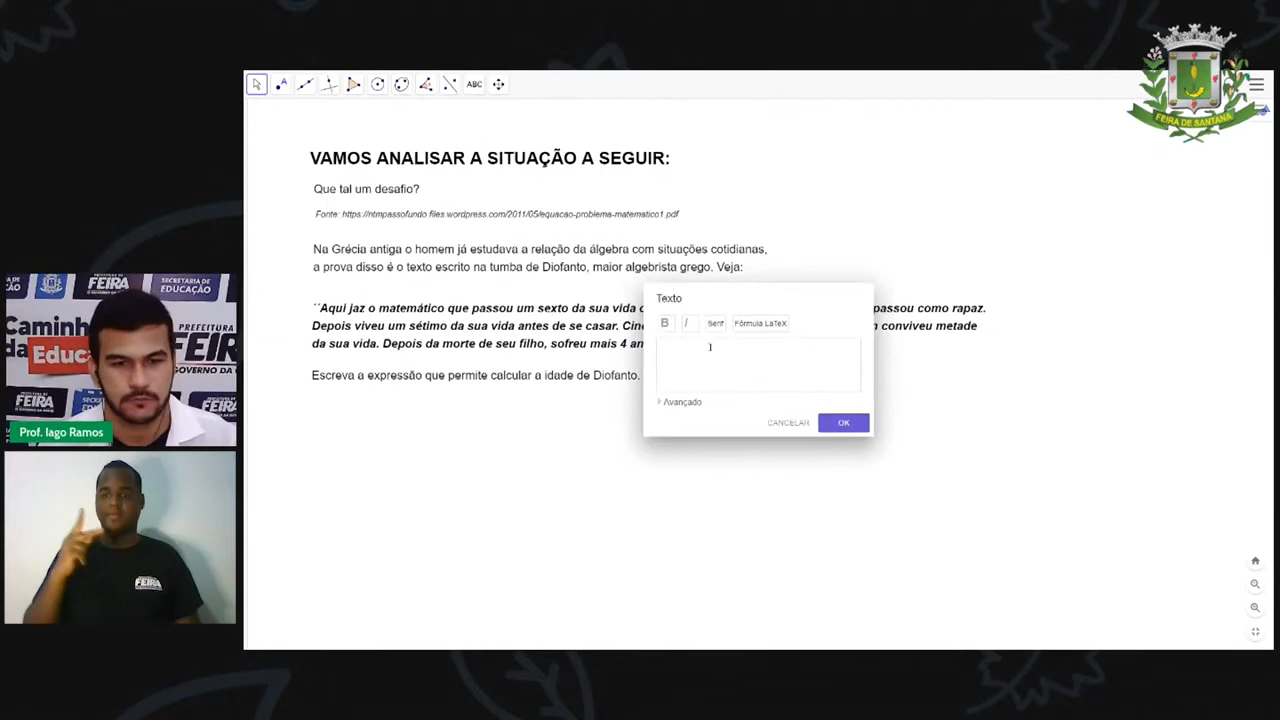 FEIRA DE SANTANA
ABC
VAMOS ANALISAR A SITUAÇÃO A SEGUIR:
Que tal um desafio?
Fonte: https://ntmpassofundo.files.wordpress.com/2011/05/equacao-problema-matematico1.pdf
Na Grécia antiga o homem já estudava a relação da álgebra com situações cotidianas,
a prova disso é o texto escrito na tumba de Diofanto, maior algebrista grego. Veja:
´´Aqui jaz o matemático que passou um sexto da sua vida passou como rapaz.
Depois viveu um sétimo da sua vida antes de se casar. conviveu metade
da sua vida. Depois da morte de seu filho, sofreu mais 4
Escreva a expressão que permite calcular a idade de Diofanto.
Texto
B I Serif Fórmula LaTeX
Avançado
CANCELAR OK
FEIRA
SECRETARIA DE
EDUCAÇÃO
PREFEITURA
FEIRA
GOVERNO DA
FEIRA
Prof. Iago Ramos
FEIRA